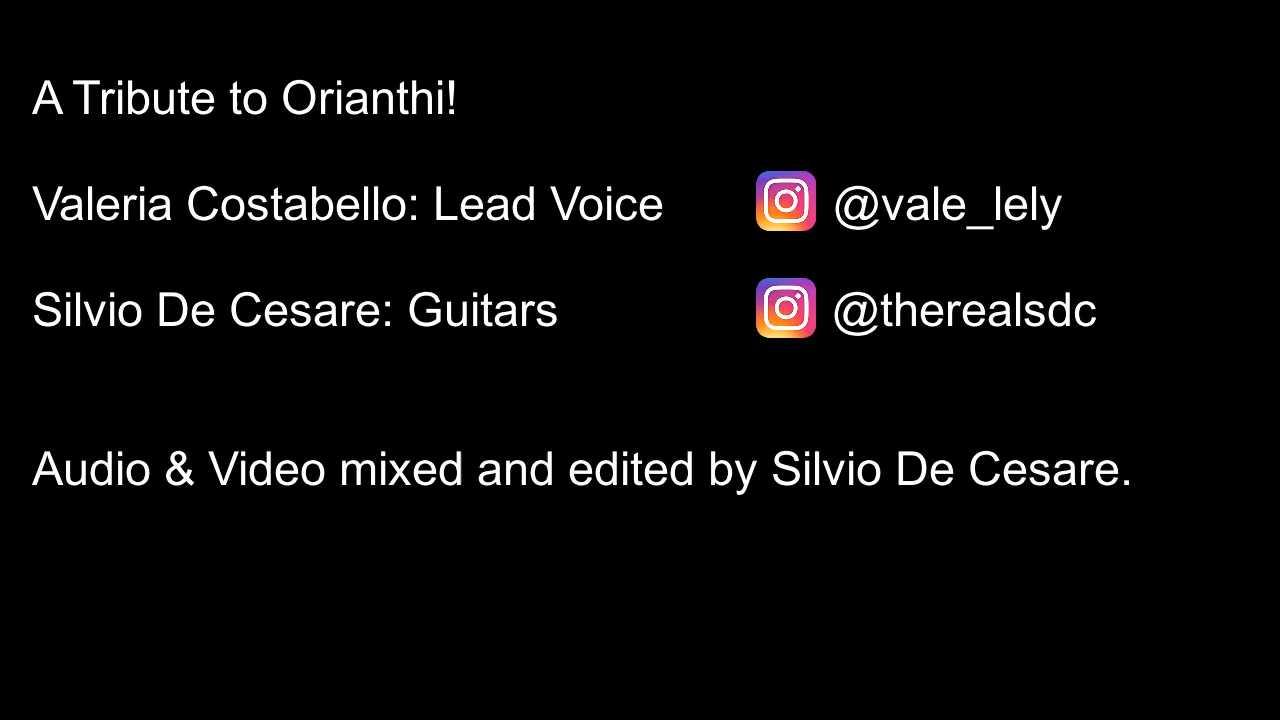 A Tribute to Orianthi!
Valeria Costabello: Lead Voice @vale_lely
Silvio De Cesare: Guitars @therealsdc
Audio & Video mixed and edited by Silvio De Cesare.